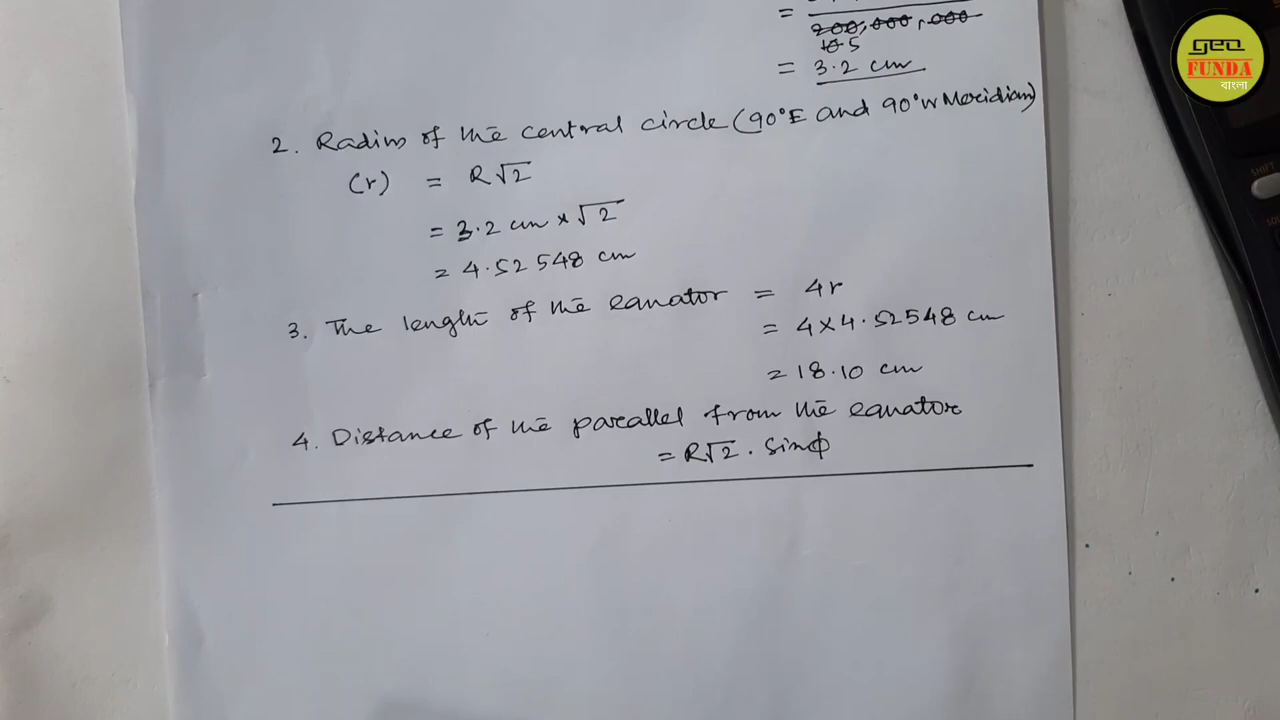 = 200,000,000
10 5
= 3.2 cm
2. Radius of the central circle (90°E and 90°W Meridian)
(r) = R√2
= 3.2 cm × √2
= 4.52548 cm
3. The length of the equator = 4r
= 4×4.52548 cm
= 18.10 cm
4. Distance of the parallel from the equator
= R√2 . Sinϕ
geo
FUNDA
বাংলা
SHIFT